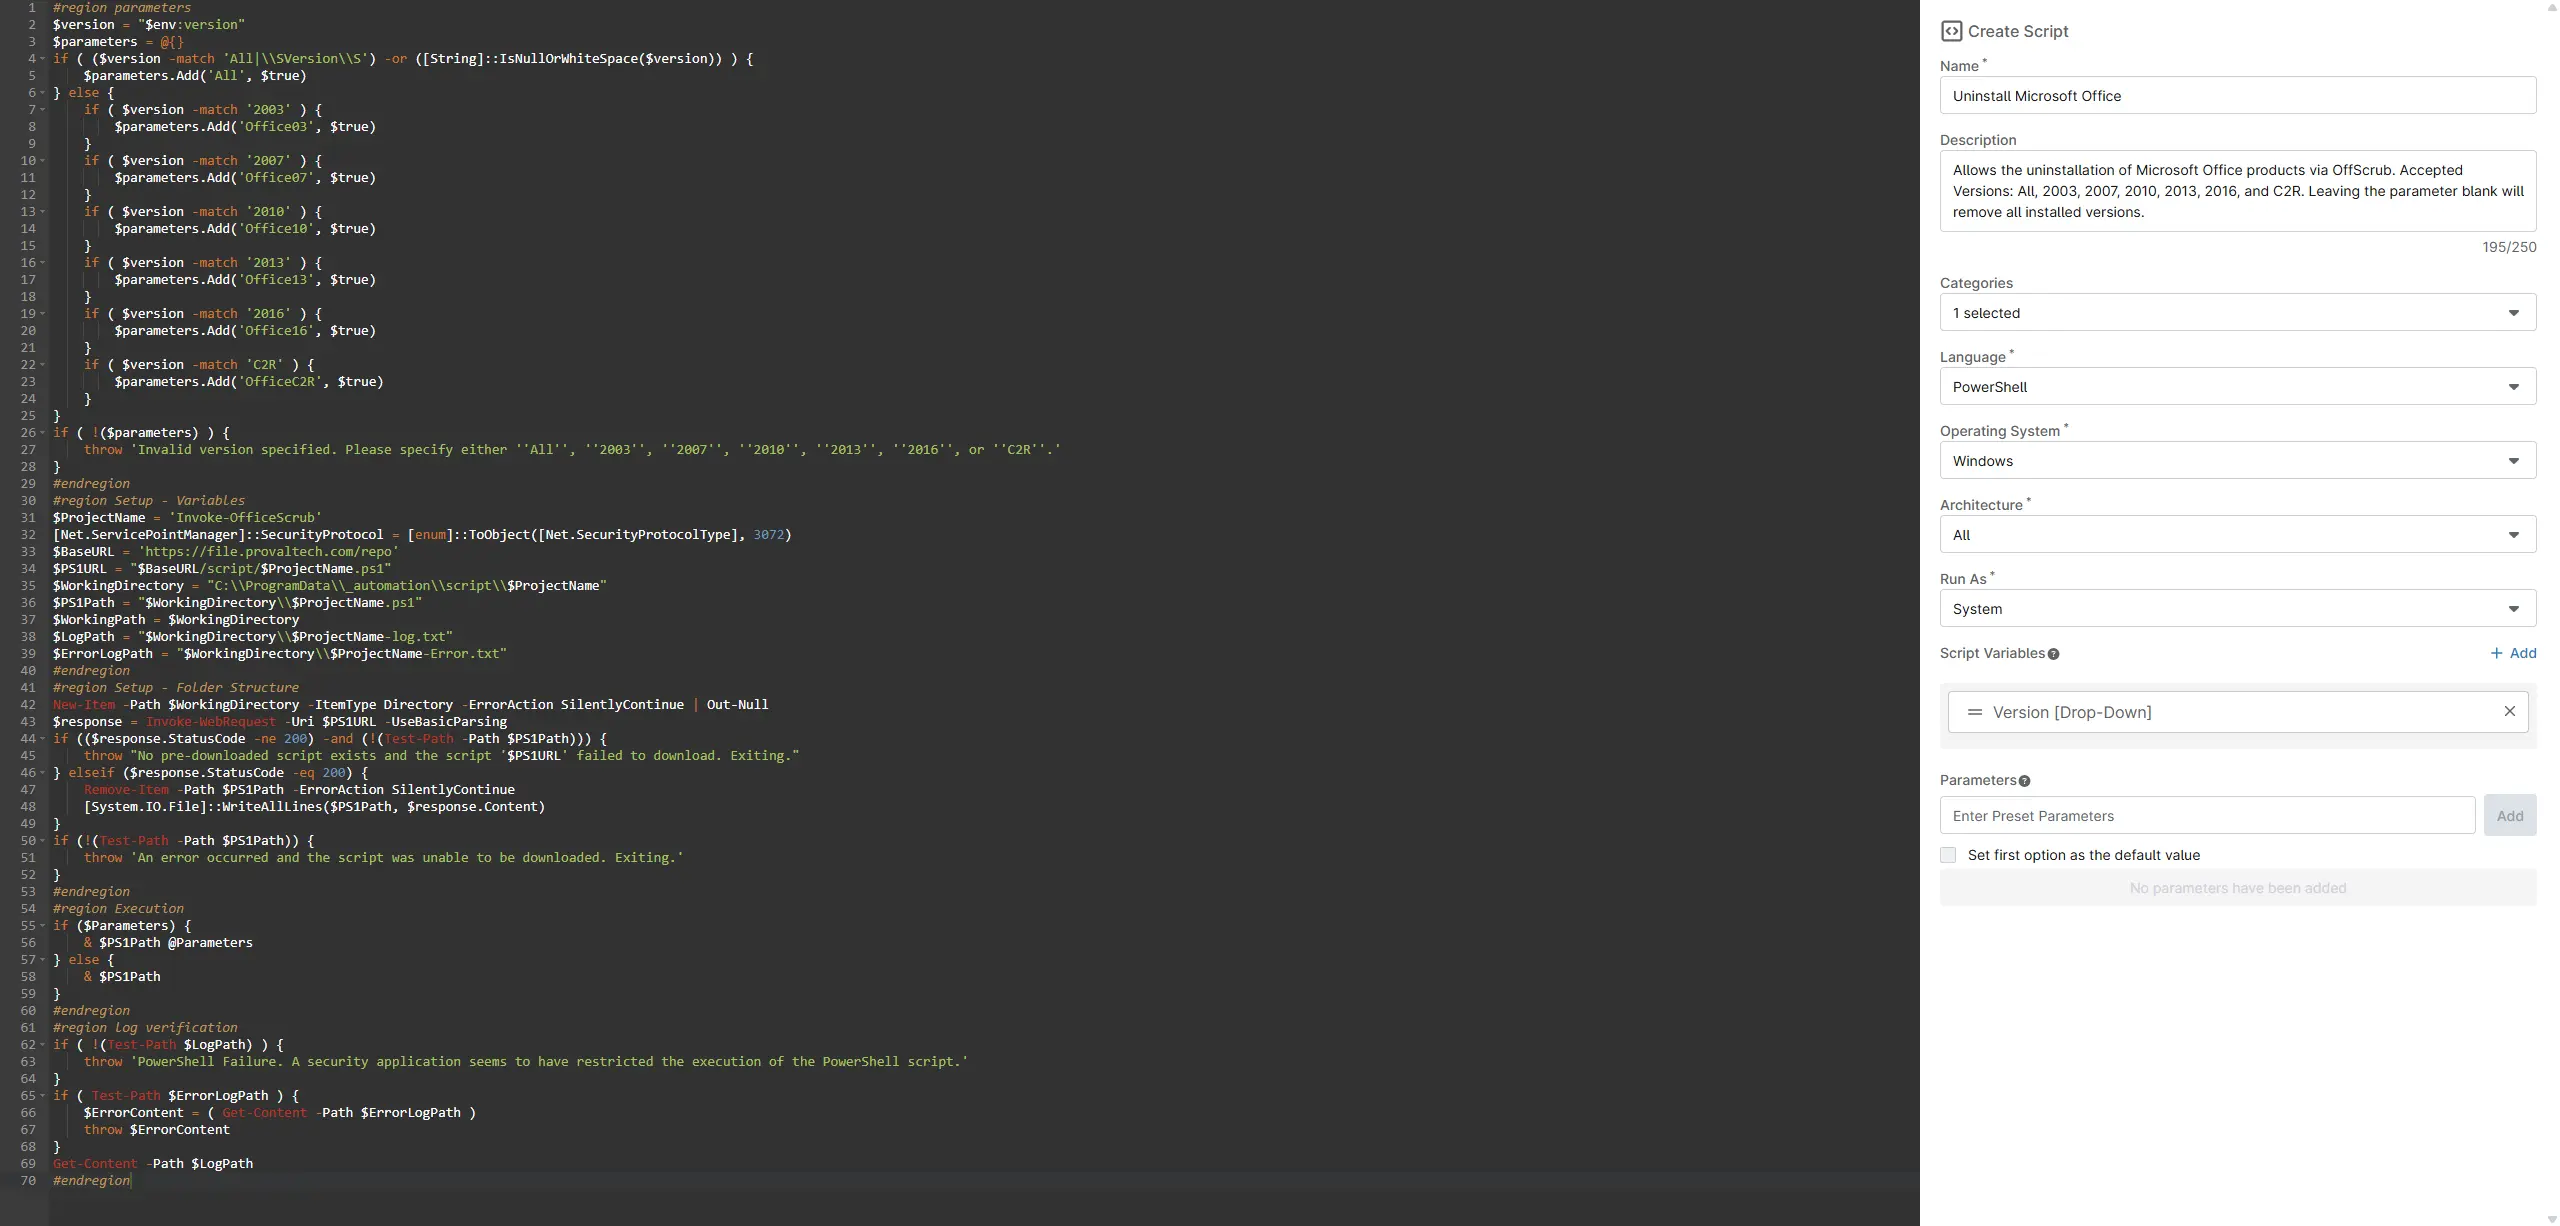 1 #region parameters
2 $version = "$env:version"
3 $parameters = @{}
4 if ( ($version -match 'All|\\SVersion\\S') -or ([String]::IsNullOrWhiteSpace($version)) ) {
5     $parameters.Add('All', $true)
6 } else {
7     if ( $version -match '2003' ) {
8         $parameters.Add('Office03', $true)
9     }
10     if ( $version -match '2007' ) {
11         $parameters.Add('Office07', $true)
12     }
13     if ( $version -match '2010' ) {
14         $parameters.Add('Office10', $true)
15     }
16     if ( $version -match '2013' ) {
17         $parameters.Add('Office13', $true)
18     }
19     if ( $version -match '2016' ) {
20         $parameters.Add('Office16', $true)
21     }
22     if ( $version -match 'C2R' ) {
23         $parameters.Add('OfficeC2R', $true)
24     }
25 }
26 if ( !($parameters) ) {
27     throw 'Invalid version specified. Please specify either ''All'', ''2003'', ''2007'', ''2010'', ''2013'', ''2016'', or ''C2R''.'
28 }
29 #endregion
30 #region Setup - Variables
31 $ProjectName = 'Invoke-OfficeScrub'
32 [Net.ServicePointManager]::SecurityProtocol = [enum]::ToObject([Net.SecurityProtocolType], 3072)
33 $BaseURL = 'https://file.provaltech.com/repo'
34 $PS1URL = "$BaseURL/script/$ProjectName.ps1"
35 $WorkingDirectory = "C:\\ProgramData\\_automation\\script\\$ProjectName"
36 $PS1Path = "$WorkingDirectory\\$ProjectName.ps1"
37 $WorkingPath = $WorkingDirectory
38 $LogPath = "$WorkingDirectory\\$ProjectName-log.txt"
39 $ErrorLogPath = "$WorkingDirectory\\$ProjectName-Error.txt"
40 #endregion
41 #region Setup - Folder Structure
42 New-Item -Path $WorkingDirectory -ItemType Directory -ErrorAction SilentlyContinue | Out-Null
43 $response = Invoke-WebRequest -Uri $PS1URL -UseBasicParsing
44 if (($response.StatusCode -ne 200) -and (!(Test-Path -Path $PS1Path))) {
45     throw "No pre-downloaded script exists and the script '$PS1URL' failed to download. Exiting."
46 } elseif ($response.StatusCode -eq 200) {
47     Remove-Item -Path $PS1Path -ErrorAction SilentlyContinue
48     [System.IO.File]::WriteAllLines($PS1Path, $response.Content)
49 }
50 if (!(Test-Path -Path $PS1Path)) {
51     throw 'An error occurred and the script was unable to be downloaded. Exiting.'
52 }
53 #endregion
54 #region Execution
55 if ($Parameters) {
56     & $PS1Path @Parameters
57 } else {
58     & $PS1Path
59 }
60 #endregion
61 #region log verification
62 if ( !(Test-Path $LogPath) ) {
63     throw 'PowerShell Failure. A security application seems to have restricted the execution of the PowerShell script.'
64 }
65 if ( Test-Path $ErrorLogPath ) {
66     $ErrorContent = ( Get-Content -Path $ErrorLogPath )
67     throw $ErrorContent
68 }
69 Get-Content -Path $LogPath
70 #endregion
Create Script
Name *
Uninstall Microsoft Office
Description
Allows the uninstallation of Microsoft Office products via OffScrub. Accepted
Versions: All, 2003, 2007, 2010, 2013, 2016, and C2R. Leaving the parameter blank will
remove all installed versions.
195/250
Categories
1 selected
Language *
PowerShell
Operating System *
Windows
Architecture *
All
Run As *
System
Script Variables ? + Add
Version [Drop-Down]
Parameters ?
Enter Preset Parameters Add
Set first option as the default value
No parameters have been added